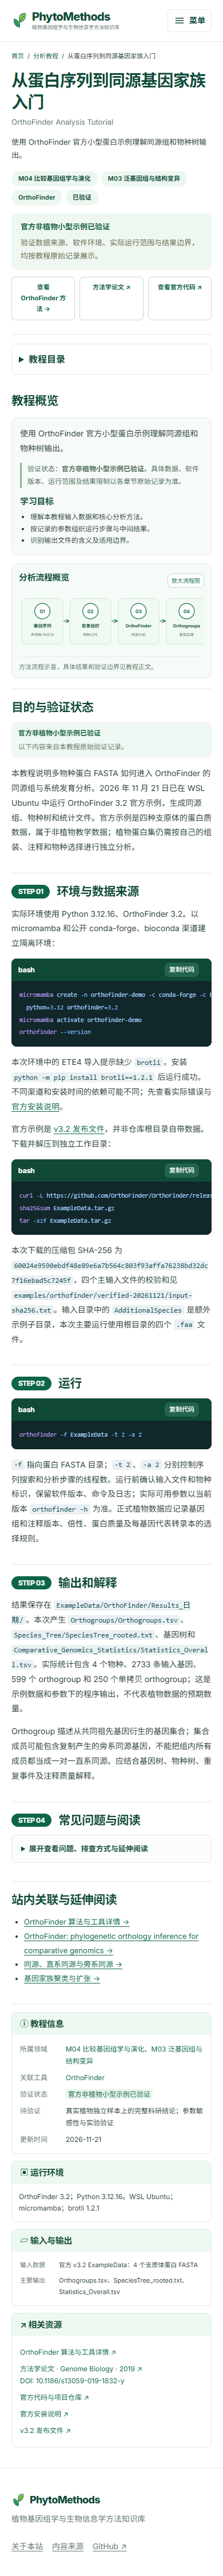 PhytoMethods
植物基因组学与生物信息学方法知识库
菜单
首页 / 分析教程 / 从蛋白序列到同源基因家族入门
从蛋白序列到同源基因家族
入门
OrthoFinder Analysis Tutorial
使用 OrthoFinder 官方小型蛋白示例理解同源组和物种树输
出。
M04 比较基因组学与演化
M03 泛基因组与结构变异
OrthoFinder
已验证
官方非植物小型示例已验证
验证数据来源、软件环境、实际运行范围与结果边界,
均按教程原始记录展示。
查看
OrthoFinder 方
法 →
方法学论文 ↗
查看官方代码 ↗
▶ 教程目录
教程概览
使用 OrthoFinder 官方小型蛋白示例理解同源组和
物种树输出。
验证状态:官方非植物小型示例已验证。具体数据、软件
版本、运行范围及结果限制以各章节原始记录为准。
学习目标
• 理解本教程输入数据和核心分析方法。
• 按记录的参数组织运行步骤与中间结果。
• 识别输出文件的含义及适用边界。
分析流程概览
放大流程图
01
蛋白序列
02
03
OrthoFinder
04
Orthogroups
方法流程示意,具体结果和验证边界见教程正文。
目的与验证状态
官方非植物小型示例已验证
以下内容来自本教程原始验证记录。
本教程说明多物种蛋白 FASTA 如何进入 OrthoFinder 的
同源组与系统发育分析。2026 年 11 月 21 日已在 WSL
Ubuntu 中运行 OrthoFinder 3.2 官方示例,生成同源
组、物种树和统计文件。官方示例是四种支原体的蛋白质
数据,属于非植物教学数据;植物蛋白集仍需按自己的组
装、注释和物种选择进行独立分析。
STEP 01 环境与数据来源
实际环境使用 Python 3.12.16、OrthoFinder 3.2。以
micromamba 和公开 conda-forge、bioconda 渠道建
立隔离环境:
bash
复制代码
micromamba create -n orthofinder-demo -c conda-forge -c b
python=3.12 orthofinder=3.2
micromamba activate orthofinder-demo
orthofinder --version
本次环境中的 ETE4 导入提示缺少 brotli,安装
python -m pip install brotli==1.2.1 后运行成功。
不同渠道和安装时间的依赖可能不同;先查看实际错误与
官方安装说明。
官方示例是 v3.2 发布文件,并非仓库根目录自带数据。
下载并解压到独立工作目录:
bash
复制代码
curl -L https://github.com/OrthoFinder/OrthoFinder/releas
sha256sum ExampleData.tar.gz
tar -xzf ExampleData.tar.gz
本次下载的压缩包 SHA-256 为
60024e9590ebdf48e89e6a7b564c803f93affa76238bd32dc
7f16ebad5c7245f,四个主输入文件的校验和见
examples/orthofinder/verified-20261121/input-
sha256.txt。输入目录中的 AdditionalSpecies 是额外
示例子目录,本次主要运行使用根目录的四个 .faa 文
件。
STEP 02 运行
bash
复制代码
orthofinder -f ExampleData -t 2 -a 2
-f 指向蛋白 FASTA 目录;-t 2、-a 2 分别控制序
列搜索和分析步骤的线程数。运行前确认输入文件和物种
标识,保留软件版本、命令及日志;实际可用参数以当前
版本 orthofinder -h 为准。正式植物数据应记录基因
组和注释版本、倍性、蛋白质质量及每基因代表转录本的选
择规则。
STEP 03 输出和解释
结果保存在 ExampleData/OrthoFinder/Results_日
期/。本次产生 Orthogroups/Orthogroups.tsv、
Species_Tree/SpeciesTree_rooted.txt、基因树和
Comparative_Genomics_Statistics/Statistics_Overal
l.tsv。实际统计包含 4 个物种、2733 条输入基因、
599 个 orthogroup 和 250 个单拷贝 orthogroup;这是
示例数据和参数下的程序输出,不代表植物数据的预期数
量。
Orthogroup 描述从共同祖先基因衍生的基因集合;集合
成员可能包含复制产生的旁系同源基因,不能把组内所有
成员都当成一对一直系同源。应结合基因树、物种树、重
复事件及注释质量解释。
STEP 04 常见问题与阅读
▶ 展开查看问题、排查方式与延伸阅读
站内关联与延伸阅读
• OrthoFinder 算法与工具详情 →
• OrthoFinder: phylogenetic orthology inference for
comparative genomics →
• 同源、直系同源与旁系同源 →
• 基因家族聚类与扩张 →
教程信息
所属领域 M04 比较基因组学与演化、M03 泛基因组与
结构变异
关联工具 OrthoFinder
验证状态 官方非植物小型示例已验证
待验证 真实植物独立样本上的完整科研结论;参数敏
感性与实验验证
更新时间 2026-11-21
运行环境
OrthoFinder 3.2;Python 3.12.16。WSL Ubuntu;
micromamba;brotli 1.2.1
输入与输出
输入数据 官方 v3.2 ExampleData:4 个支原体蛋白 FASTA
主要输出 Orthogroups.tsv、SpeciesTree_rooted.txt、
Statistics_Overall.tsv
↗ 相关资源
OrthoFinder 算法与工具详情 ↗
方法学论文 · Genome Biology · 2019 ↗
DOI: 10.1186/s13059-019-1832-y
官方代码与项目仓库 ↗
官方安装说明 ↗
v3.2 发布文件 ↗
PhytoMethods
植物基因组学与生物信息学方法知识库
关于本站 内容来源 GitHub ↗